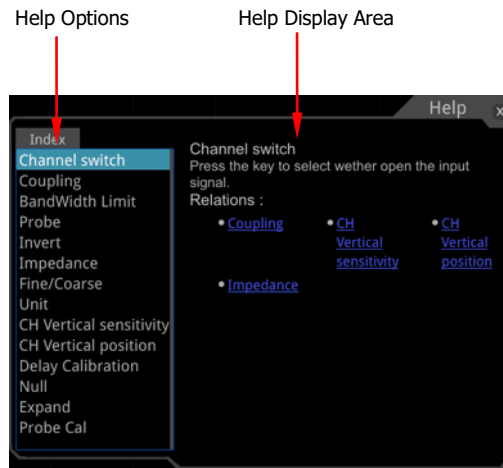 Help Options
Help Display Area
Help x
Index
Channel switch
Coupling
BandWidth Limit
Probe
Invert
Impedance
Fine/Coarse
Unit
CH Vertical sensitivity
CH Vertical position
Delay Calibration
Null
Expand
Probe Cal
Channel switch
Press the key to select wether open the input
signal.
Relations :
• Coupling
• CH
Vertical
sensitivity
• CH
Vertical
position
• Impedance